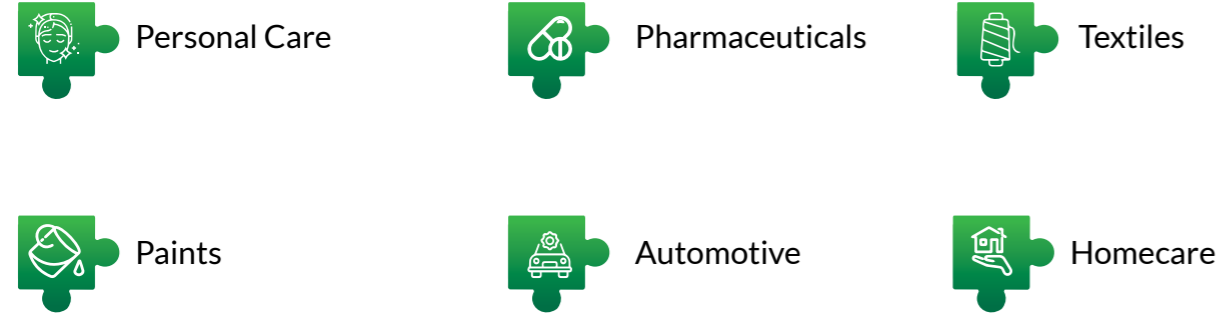 Personal Care
Pharmaceuticals
Textiles
Paints
Automotive
Homecare